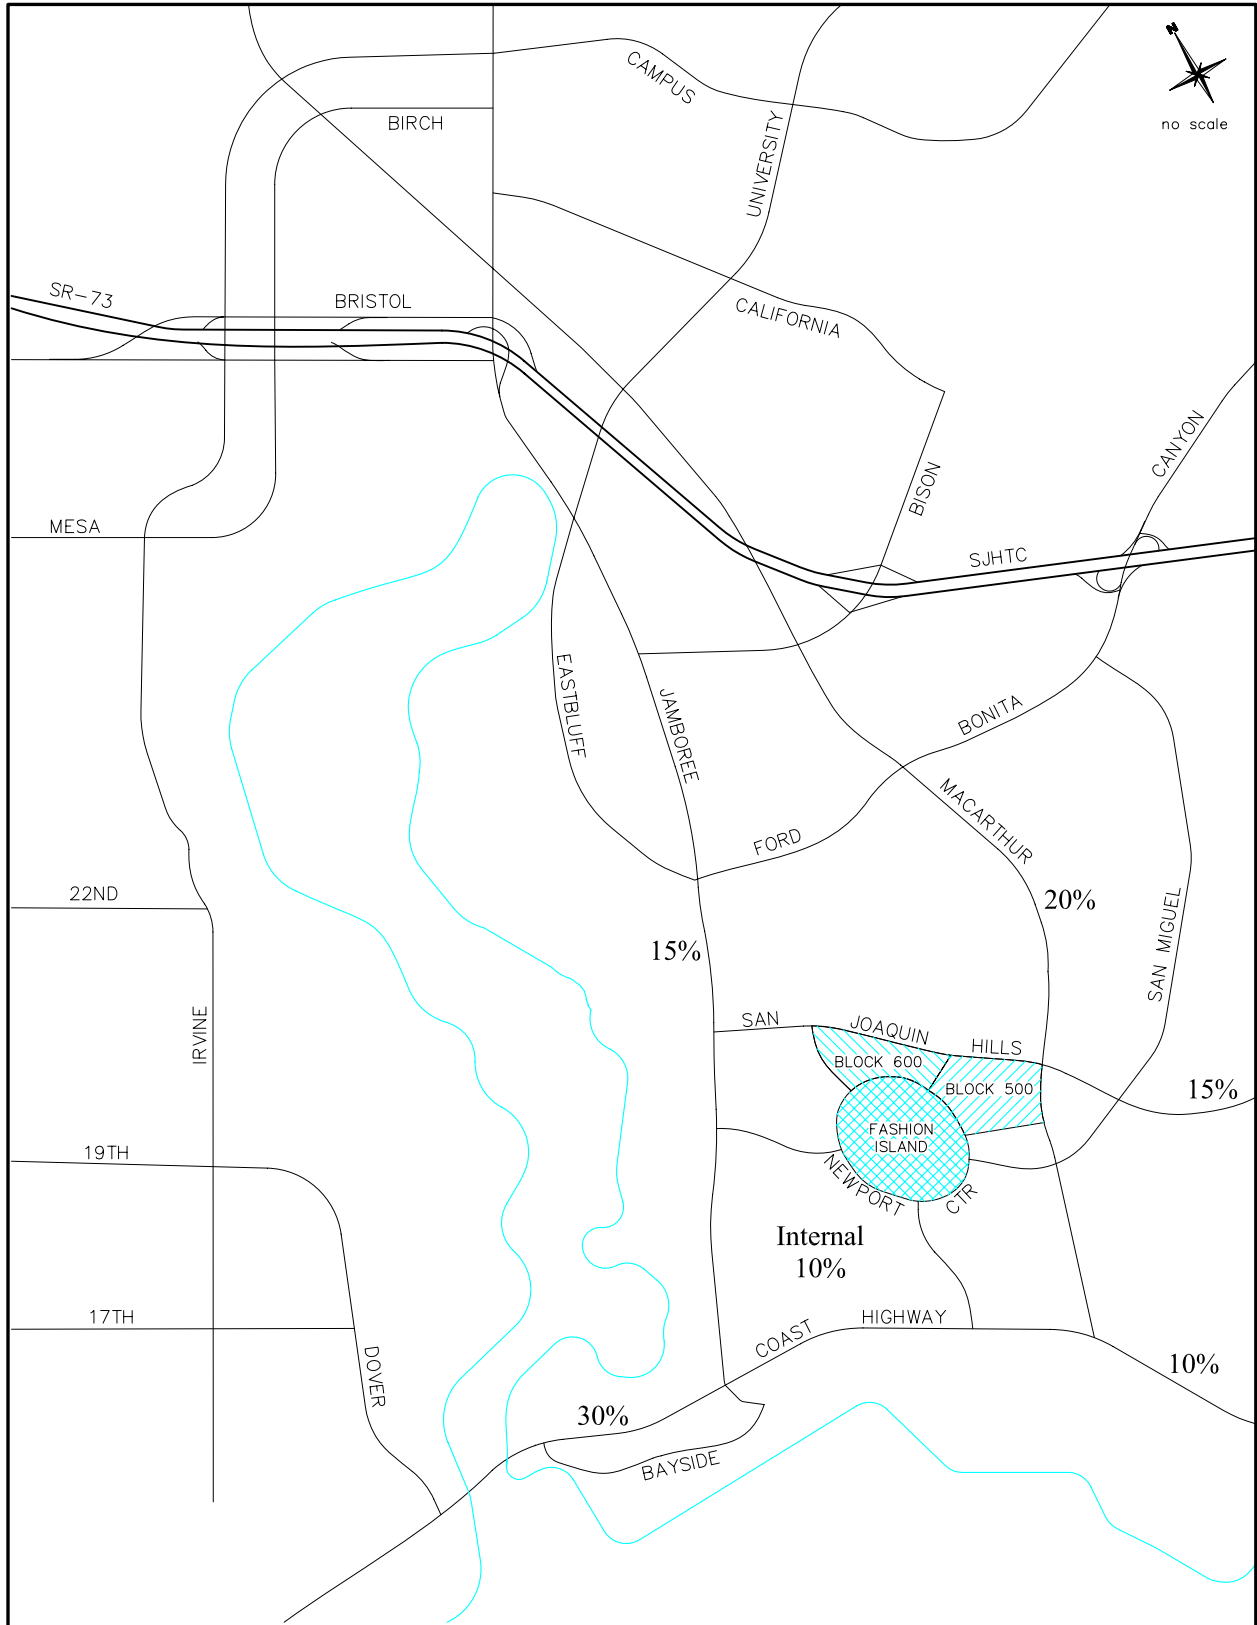 N
no scale
CAMPUS
BIRCH
UNIVERSITY
SR-73
BRISTOL
CALIFORNIA
CANYON
BISON
MESA
SJHTC
EASTBLUFF
JAMBOREE
BONITA
MACARTHUR
FORD
22ND
20%
SAN MIGUEL
15%
IRVINE
SAN
JOAQUIN
HILLS
BLOCK 600
BLOCK 500
15%
FASHION
ISLAND
19TH
NEWPORT
CTR
Internal
10%
17TH
COAST
HIGHWAY
10%
DOVER
30%
BAYSIDE